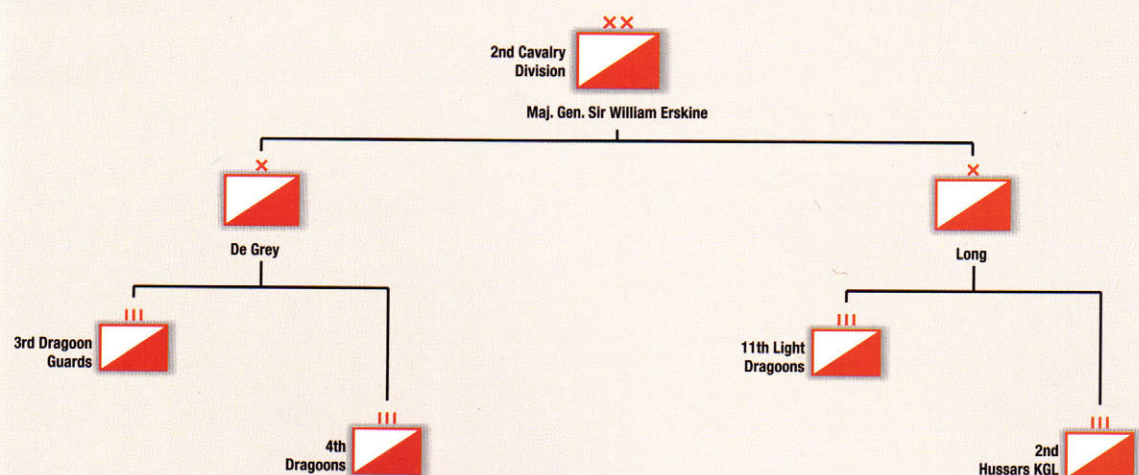 2nd Cavalry
Division
Maj. Gen. Sir William Erskine
De Grey
Long
3rd Dragoon
Guards
11th Light
Dragoons
4th
Dragoons
2nd
Hussars KGL